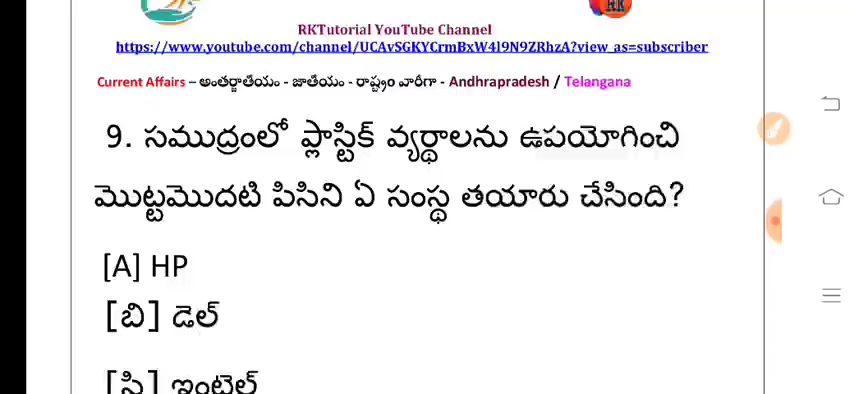 RK
RKTutorial YouTube Channel
https://www.youtube.com/channel/UCAvSGKYCrmBxW4l9N9ZRhzA?view_as=subscriber
Current Affairs – అంతర్జాతీయం - జాతీయం - రాష్ట్రం వారీగా - Andhrapradesh / Telangana
9. సముద్రంలో ప్లాస్టిక్ వ్యర్థాలను ఉపయోగించి
మొట్టమొదటి పిసిని ఏ సంస్థ తయారు చేసింది?
[A] HP
[బి] డెల్
[సి] ఇంటెల్